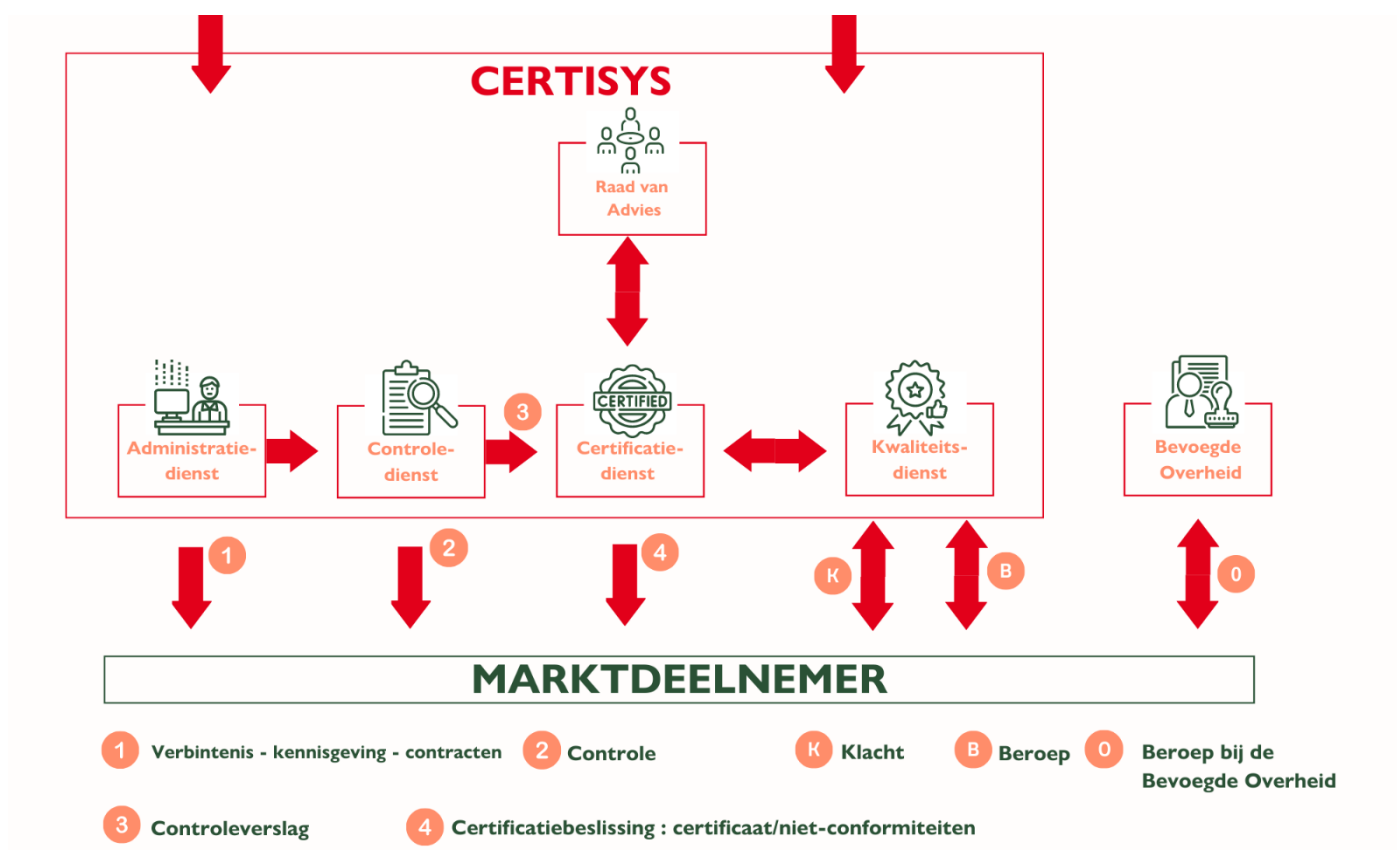 CERTISYS
Raad van
Advies
CERTIFIED
3
Administratie-
dienst
Controle-
dienst
Certificatie-
dienst
Kwaliteits-
dienst
Bevoegde
Overheid
1
2
4
K
B
O
MARKTDEELNEMER
1 Verbintenis - kennisgeving - contracten
2 Controle
K Klacht
B Beroep
O Beroep bij de
Bevoegde Overheid
3 Controleverslag
4 Certificatiebeslissing : certificaat/niet-conformiteiten